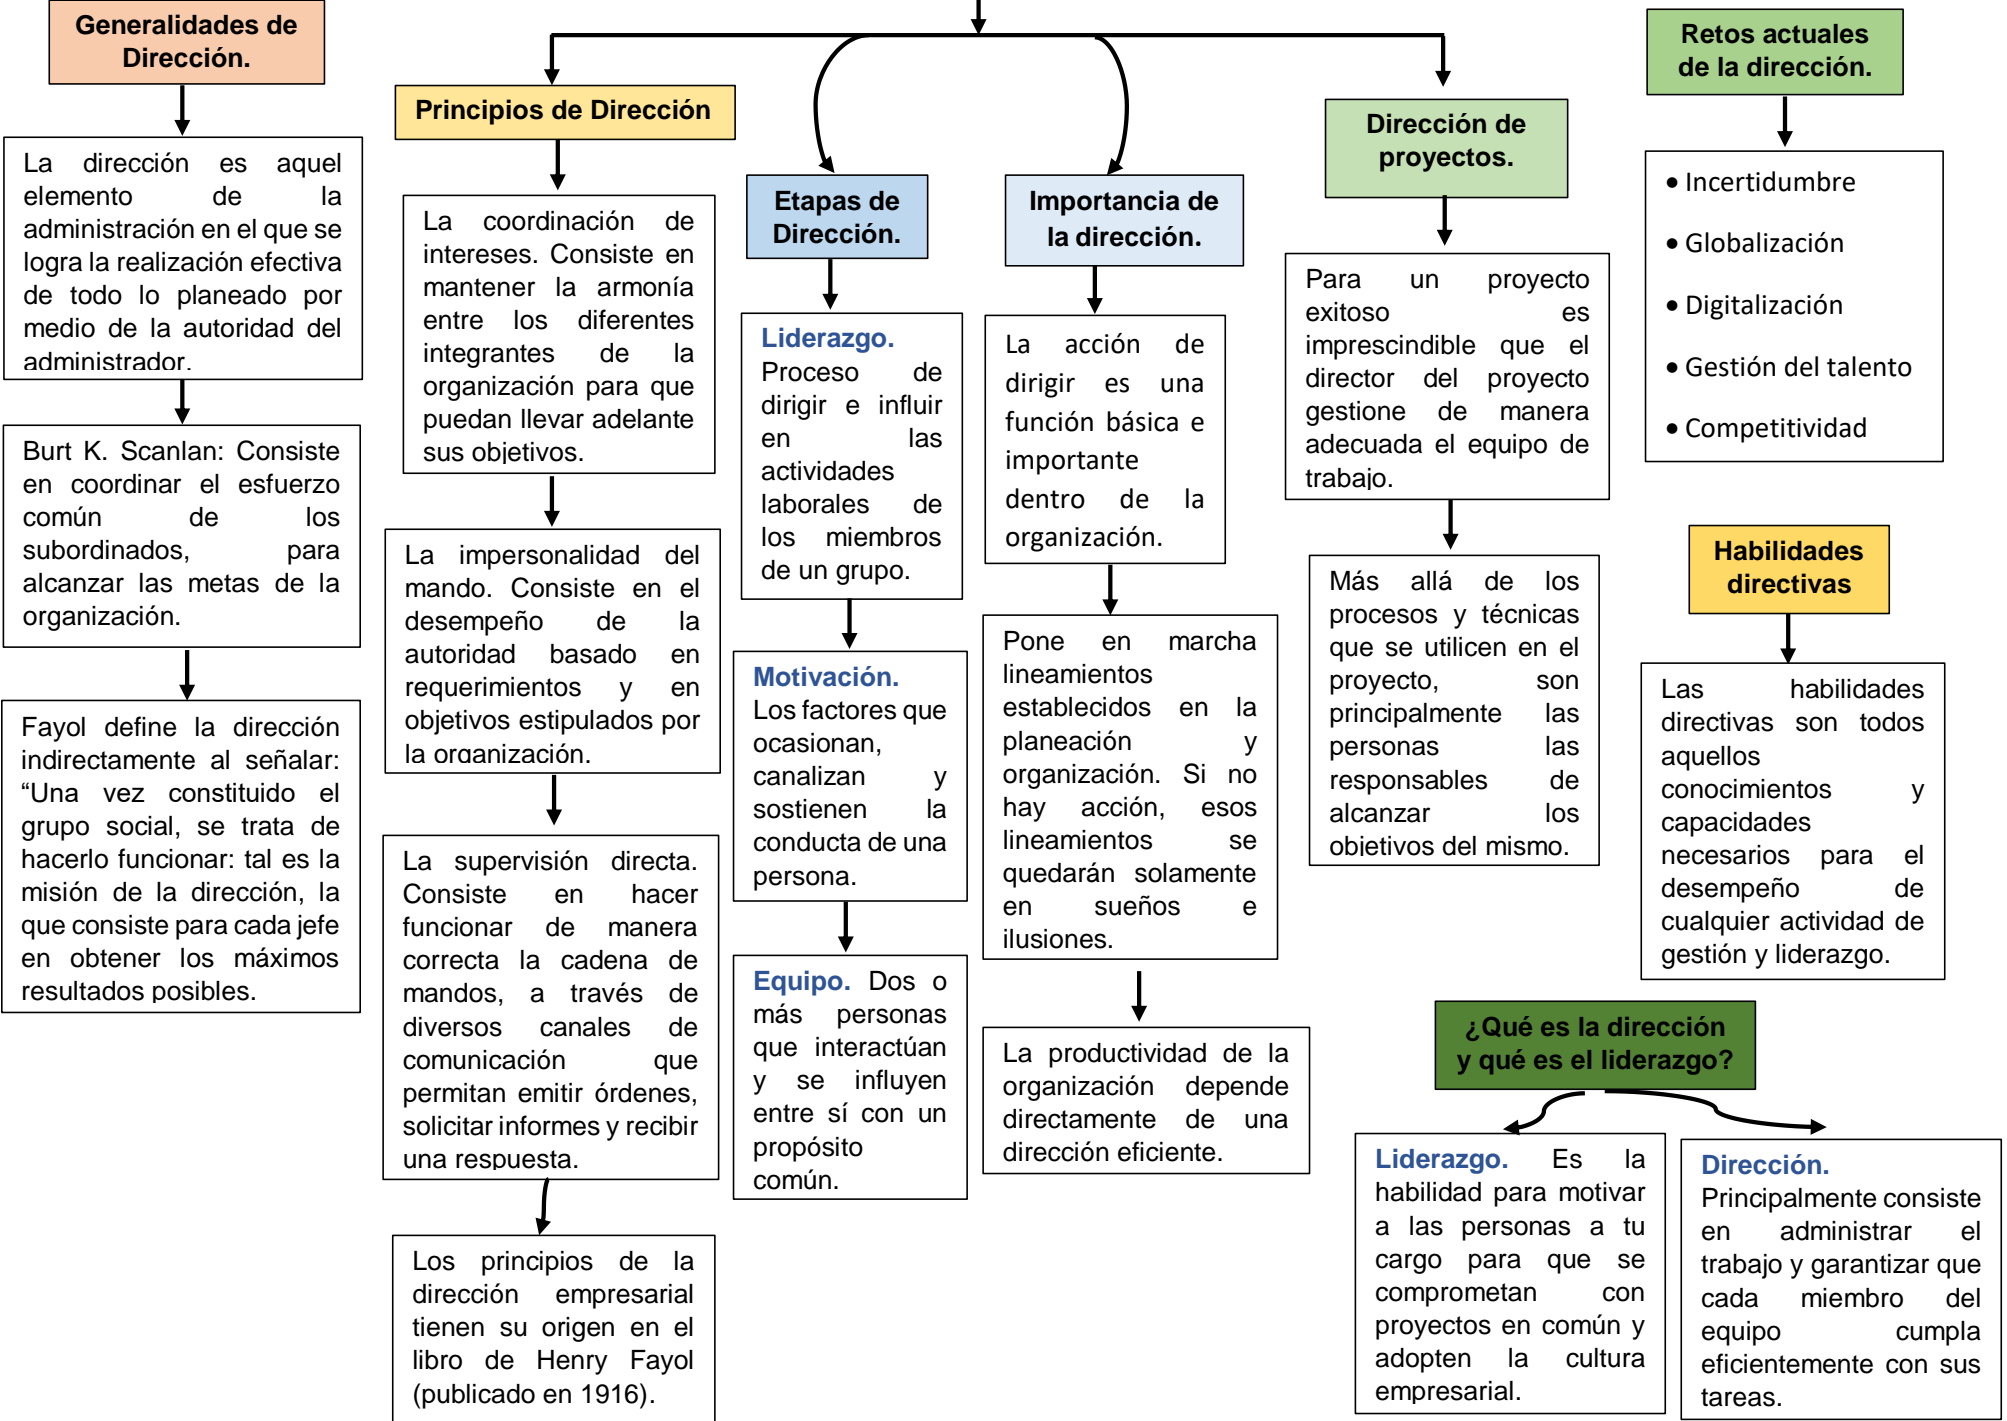 Generalidades de
Dirección.
La dirección es aquel
elemento de la
administración en el que se
logra la realización efectiva
de todo lo planeado por
medio de la autoridad del
administrador.
Burt K. Scanlan: Consiste
en coordinar el esfuerzo
común de los
subordinados, para
alcanzar las metas de la
organización.
Fayol define la dirección
indirectamente al señalar:
“Una vez constituido el
grupo social, se trata de
hacerlo funcionar: tal es la
misión de la dirección, la
que consiste para cada jefe
en obtener los máximos
resultados posibles.
Principios de Dirección
La coordinación de
intereses. Consiste en
mantener la armonía
entre los diferentes
integrantes de la
organización para que
puedan llevar adelante
sus objetivos.
La impersonalidad del
mando. Consiste en el
desempeño de la
autoridad basado en
requerimientos y en
objetivos estipulados por
la organización.
La supervisión directa.
Consiste en hacer
funcionar de manera
correcta la cadena de
mandos, a través de
diversos canales de
comunicación que
permitan emitir órdenes,
solicitar informes y recibir
una respuesta.
Los principios de la
dirección empresarial
tienen su origen en el
libro de Henry Fayol
(publicado en 1916).
Etapas de
Dirección.
Liderazgo.
Proceso de
dirigir e influir
en las
actividades
laborales de
los miembros
de un grupo.
Motivación.
Los factores que
ocasionan,
canalizan y
sostienen la
conducta de una
persona.
Equipo. Dos o
más personas
que interactúan
y se influyen
entre sí con un
propósito
común.
Importancia de
la dirección.
La acción de
dirigir es una
función básica e
importante
dentro de la
organización.
Pone en marcha
lineamientos
establecidos en la
planeación y
organización. Si no
hay acción, esos
lineamientos se
quedarán solamente
en sueños e
ilusiones.
La productividad de la
organización depende
directamente de una
dirección eficiente.
Dirección de
proyectos.
Para un proyecto
exitoso es
imprescindible que el
director del proyecto
gestione de manera
adecuada el equipo de
trabajo.
Más allá de los
procesos y técnicas
que se utilicen en el
proyecto, son
principalmente las
personas las
responsables de
alcanzar los
objetivos del mismo.
Retos actuales
de la dirección.
• Incertidumbre
• Globalización
• Digitalización
• Gestión del talento
• Competitividad
Habilidades
directivas
Las habilidades
directivas son todos
aquellos
conocimientos y
capacidades
necesarios para el
desempeño de
cualquier actividad de
gestión y liderazgo.
¿Qué es la dirección
y qué es el liderazgo?
Liderazgo. Es la
habilidad para motivar
a las personas a tu
cargo para que se
comprometan con
proyectos en común y
adopten la cultura
empresarial.
Dirección.
Principalmente consiste
en administrar el
trabajo y garantizar que
cada miembro del
equipo cumpla
eficientemente con sus
tareas.